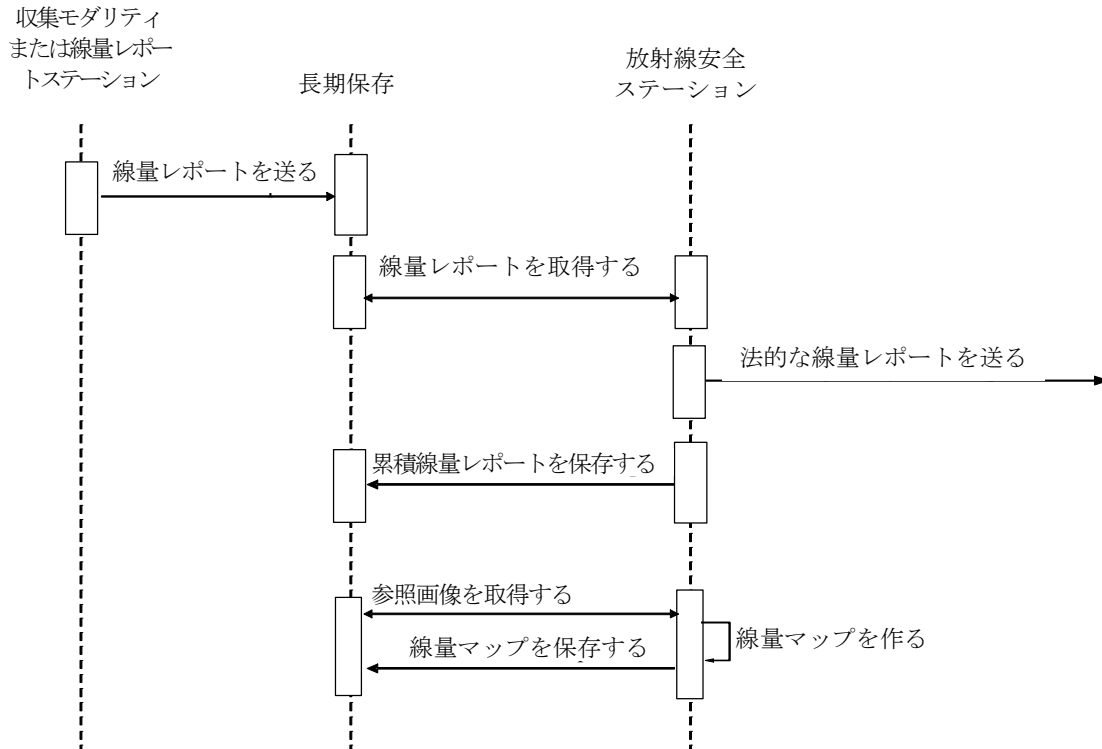 収集モダリティ
または線量レポー
トステーション
長期保存
放射線安全
ステーション
線量レポートを送る
線量レポートを取得する
法的な線量レポートを送る
累積線量レポートを保存する
参照画像を取得する
線量マップを作る
線量マップを保存する